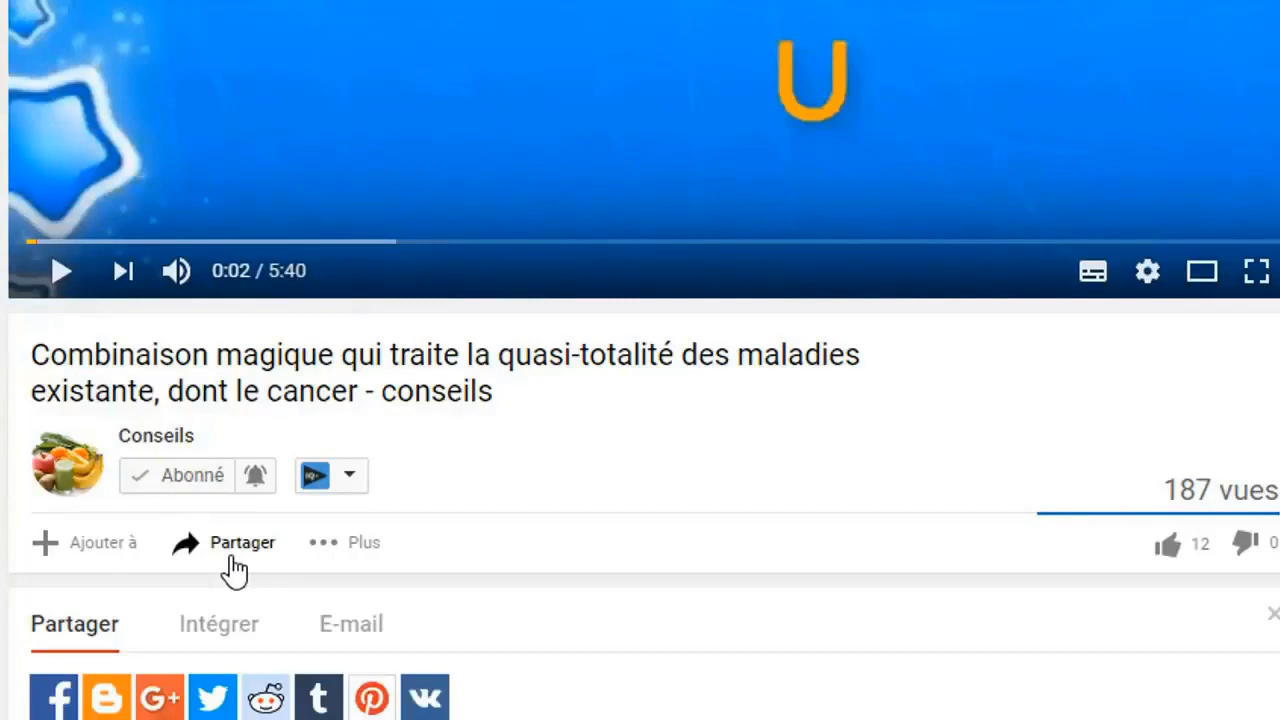 U
0:02 / 5:40
Combinaison magique qui traite la quasi-totalité des maladies
existante, dont le cancer - conseils
Conseils
Abonné
187 vues
Ajouter à Partager Plus 12 0
Partager Intégrer E-mail
f G+ t